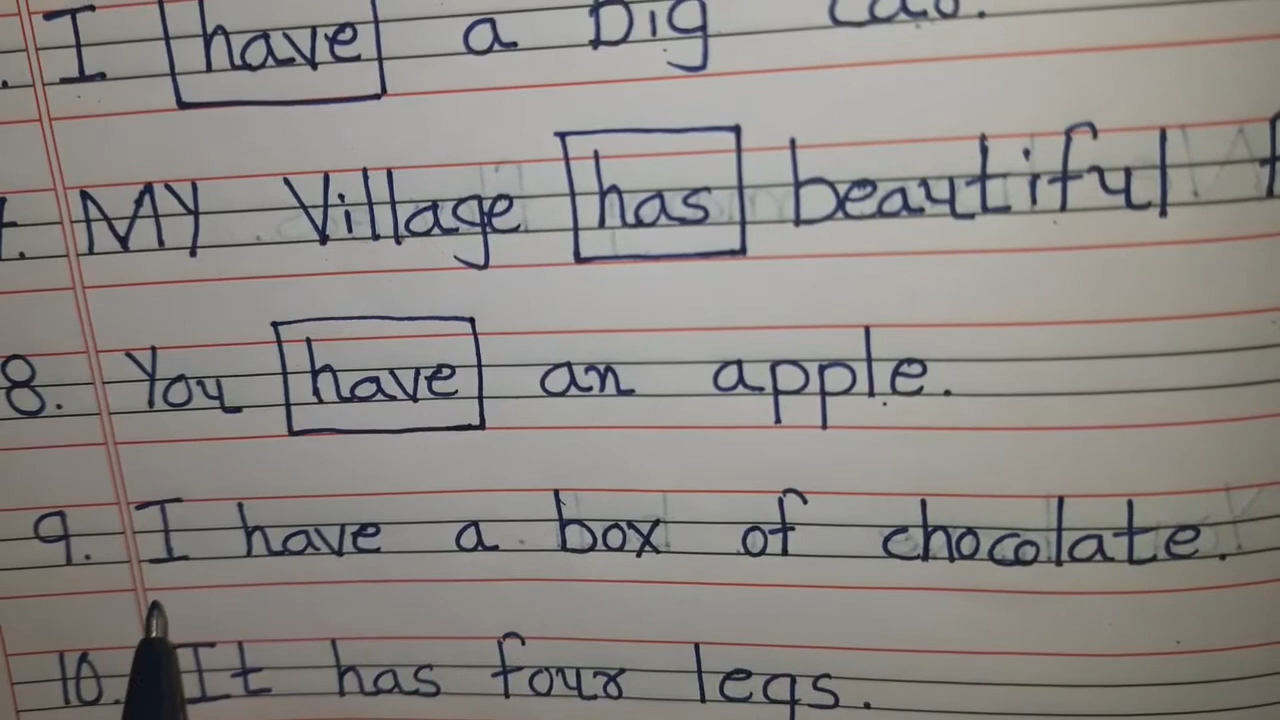 I have a big
7. MY Village has beautiful
8. You have an apple.
9. I have a box of chocolate.
10. It has four legs.